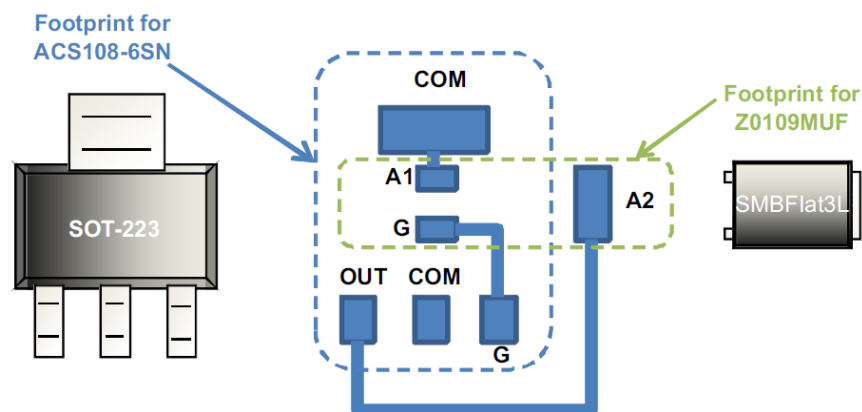 Footprint for
ACS108-6SN
COM
Footprint for
Z0109MUF
A1
A2
SMBFlat3L
SOT-223
G
OUT COM
G